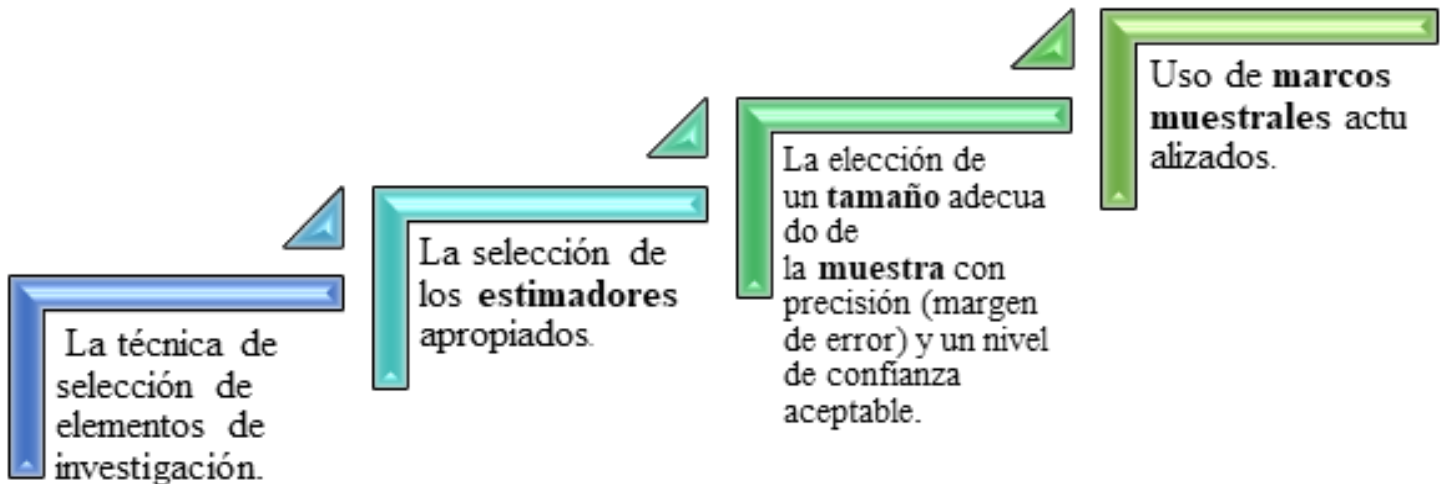 La técnica de
selección de
elementos de
investigación.
La selección de
los estimadores
apropiados.
La elección de
un tamaño adecua
do de
la muestra con
precisión (margen
de error) y un nivel
de confianza
aceptable.
Uso de marcos
muestrales actu
alizados.